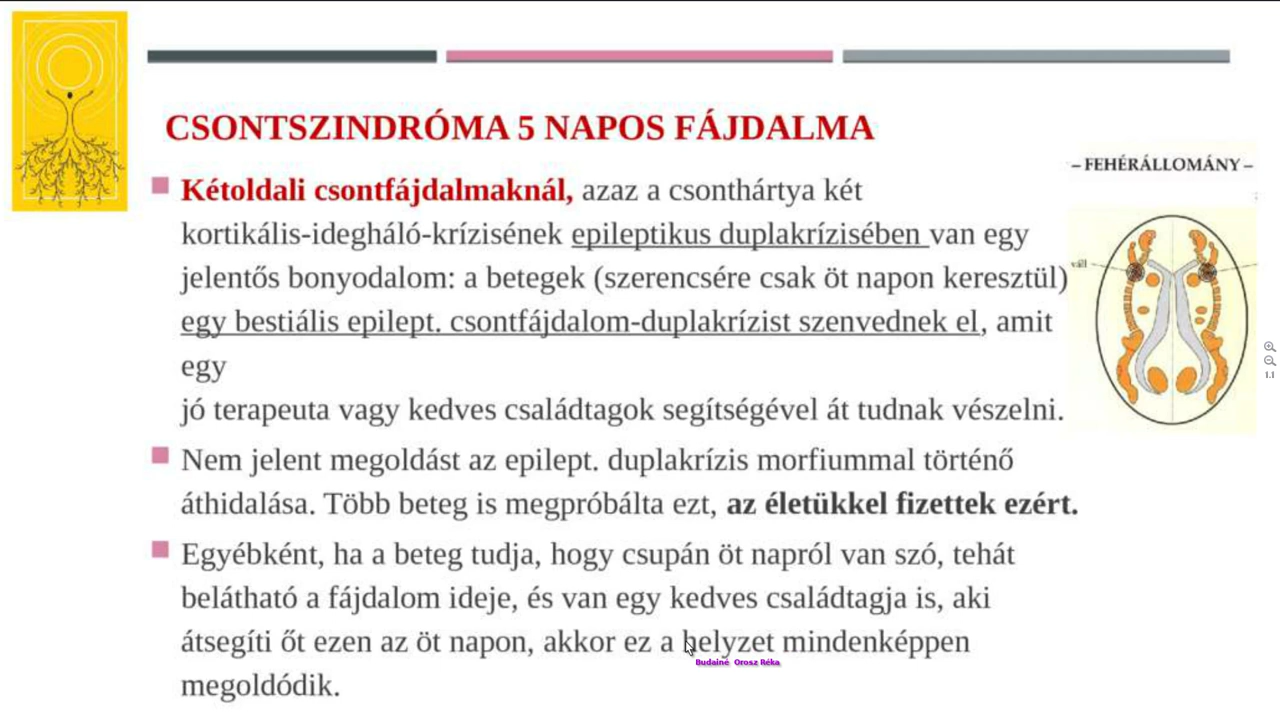 CSONTSZINDRÓMA 5 NAPOS FÁJDALMA
– FEHÉRÁLLOMÁNY –
Kétoldali csontfájdalmaknál, azaz a csonthártya két
kortikális-idegháló-krízisének epileptikus duplakrízisében van egy
jelentős bonyodalom: a betegek (szerencsére csak öt napon keresztül)
egy bestiális epilept. csontfájdalom-duplakrízist szenvednek el, amit
egy
jó terapeuta vagy kedves családtagok segítségével át tudnak vészelni.
váll
Nem jelent megoldást az epilept. duplakrízis morfiummal történő
áthidalása. Több beteg is megpróbálta ezt, az életükkel fizettek ezért.
Egyébként, ha a beteg tudja, hogy csupán öt napról van szó, tehát
belátható a fájdalom ideje, és van egy kedves családtagja is, aki
átsegíti őt ezen az öt napon, akkor ez a helyzet mindenképpen
megoldódik.
Budainé Orosz Réka
1.1